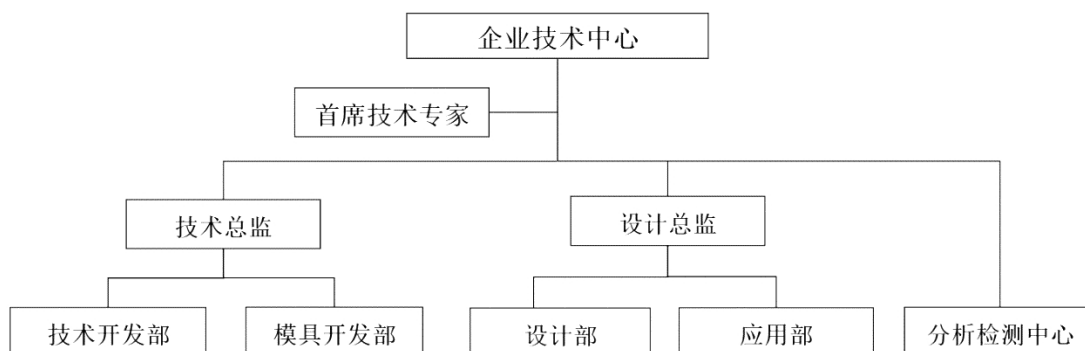 企业技术中心
首席技术专家
技术总监
设计总监
技术开发部
模具开发部
设计部
应用部
分析检测中心